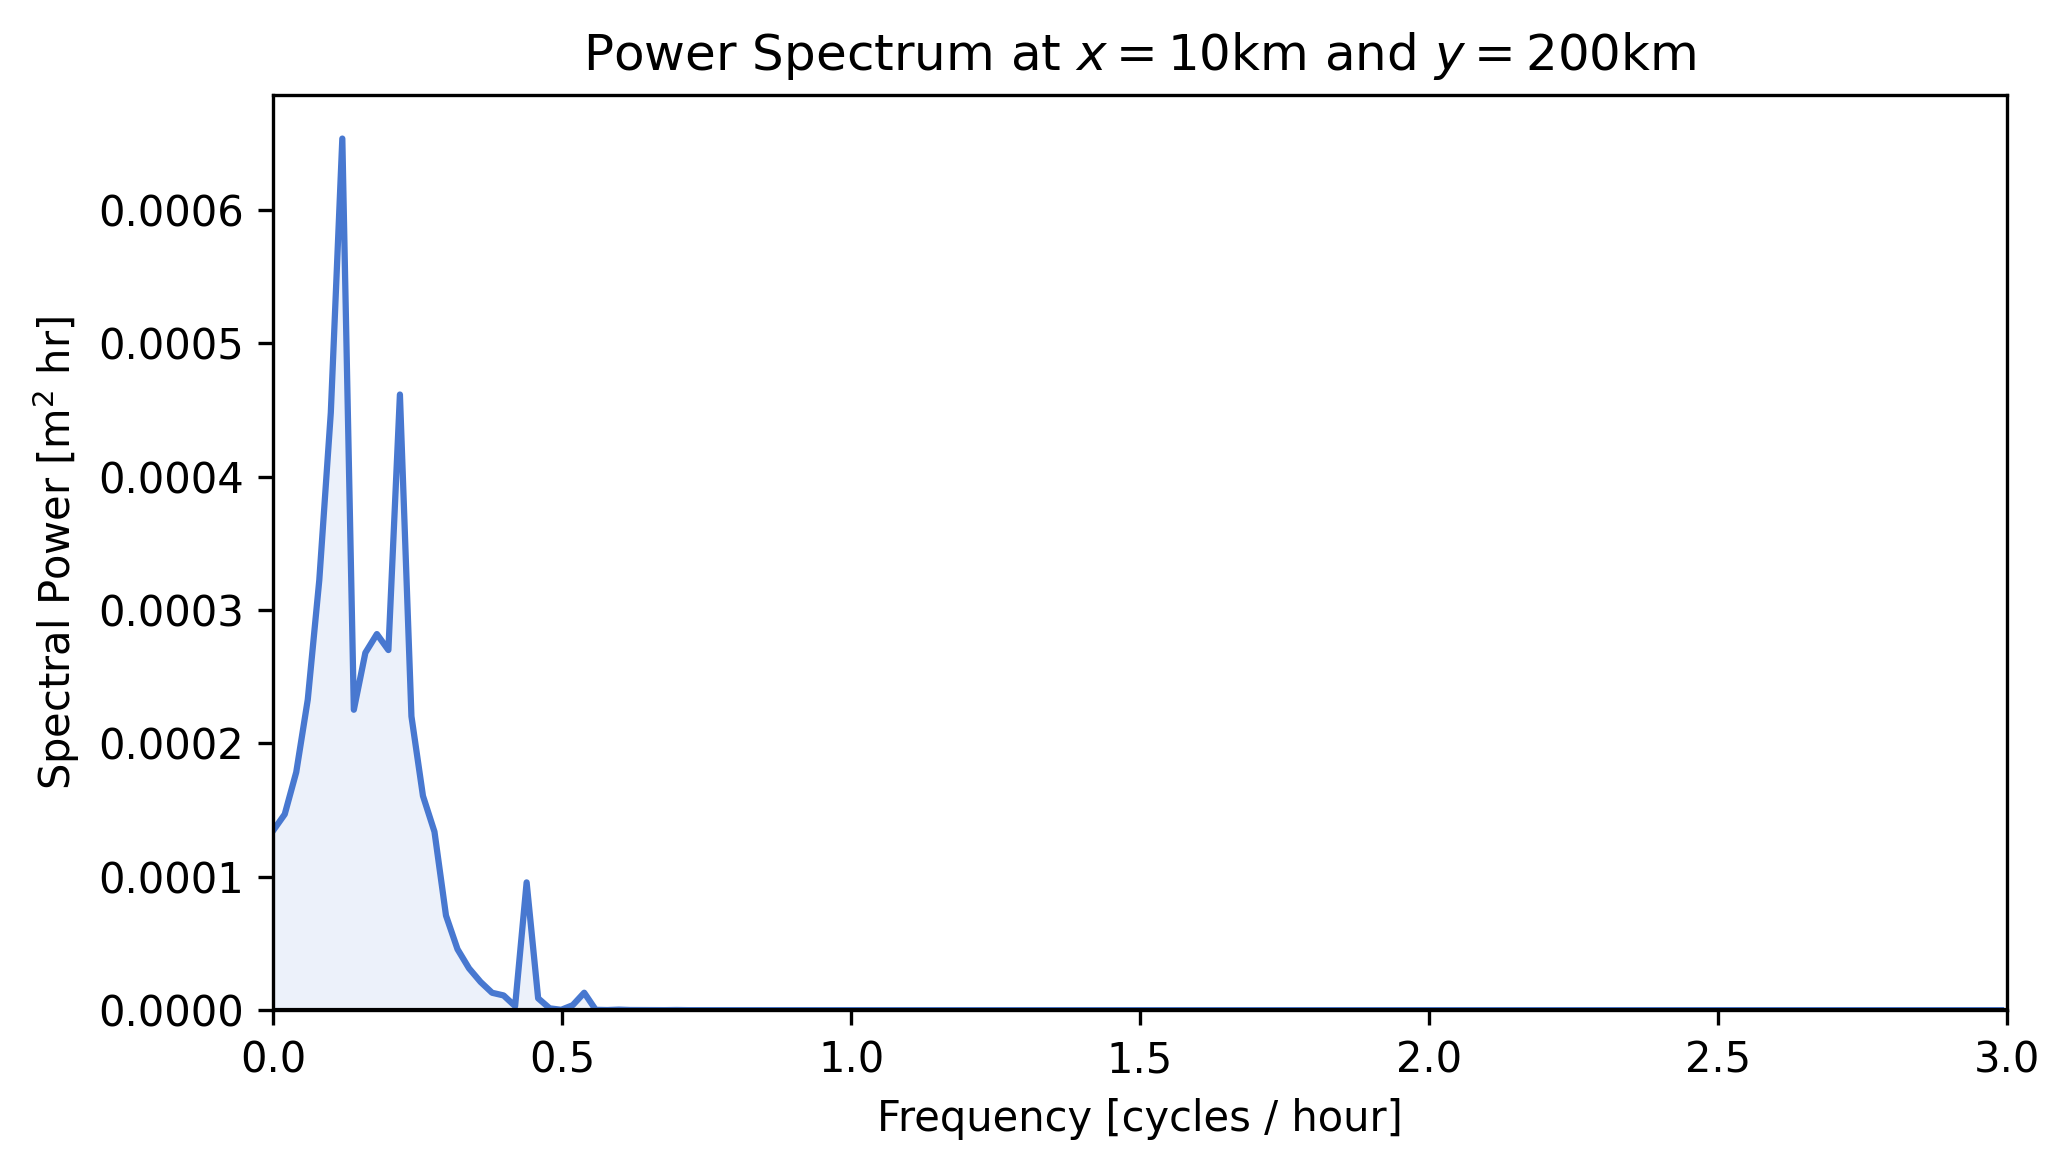 Power Spectrum at x = 10km and y = 200km
Spectral Power [m² hr]
0.0006
0.0005
0.0004
0.0003
0.0002
0.0001
0.0000
0.0 0.5 1.0 1.5 2.0 2.5 3.0
Frequency [cycles / hour]